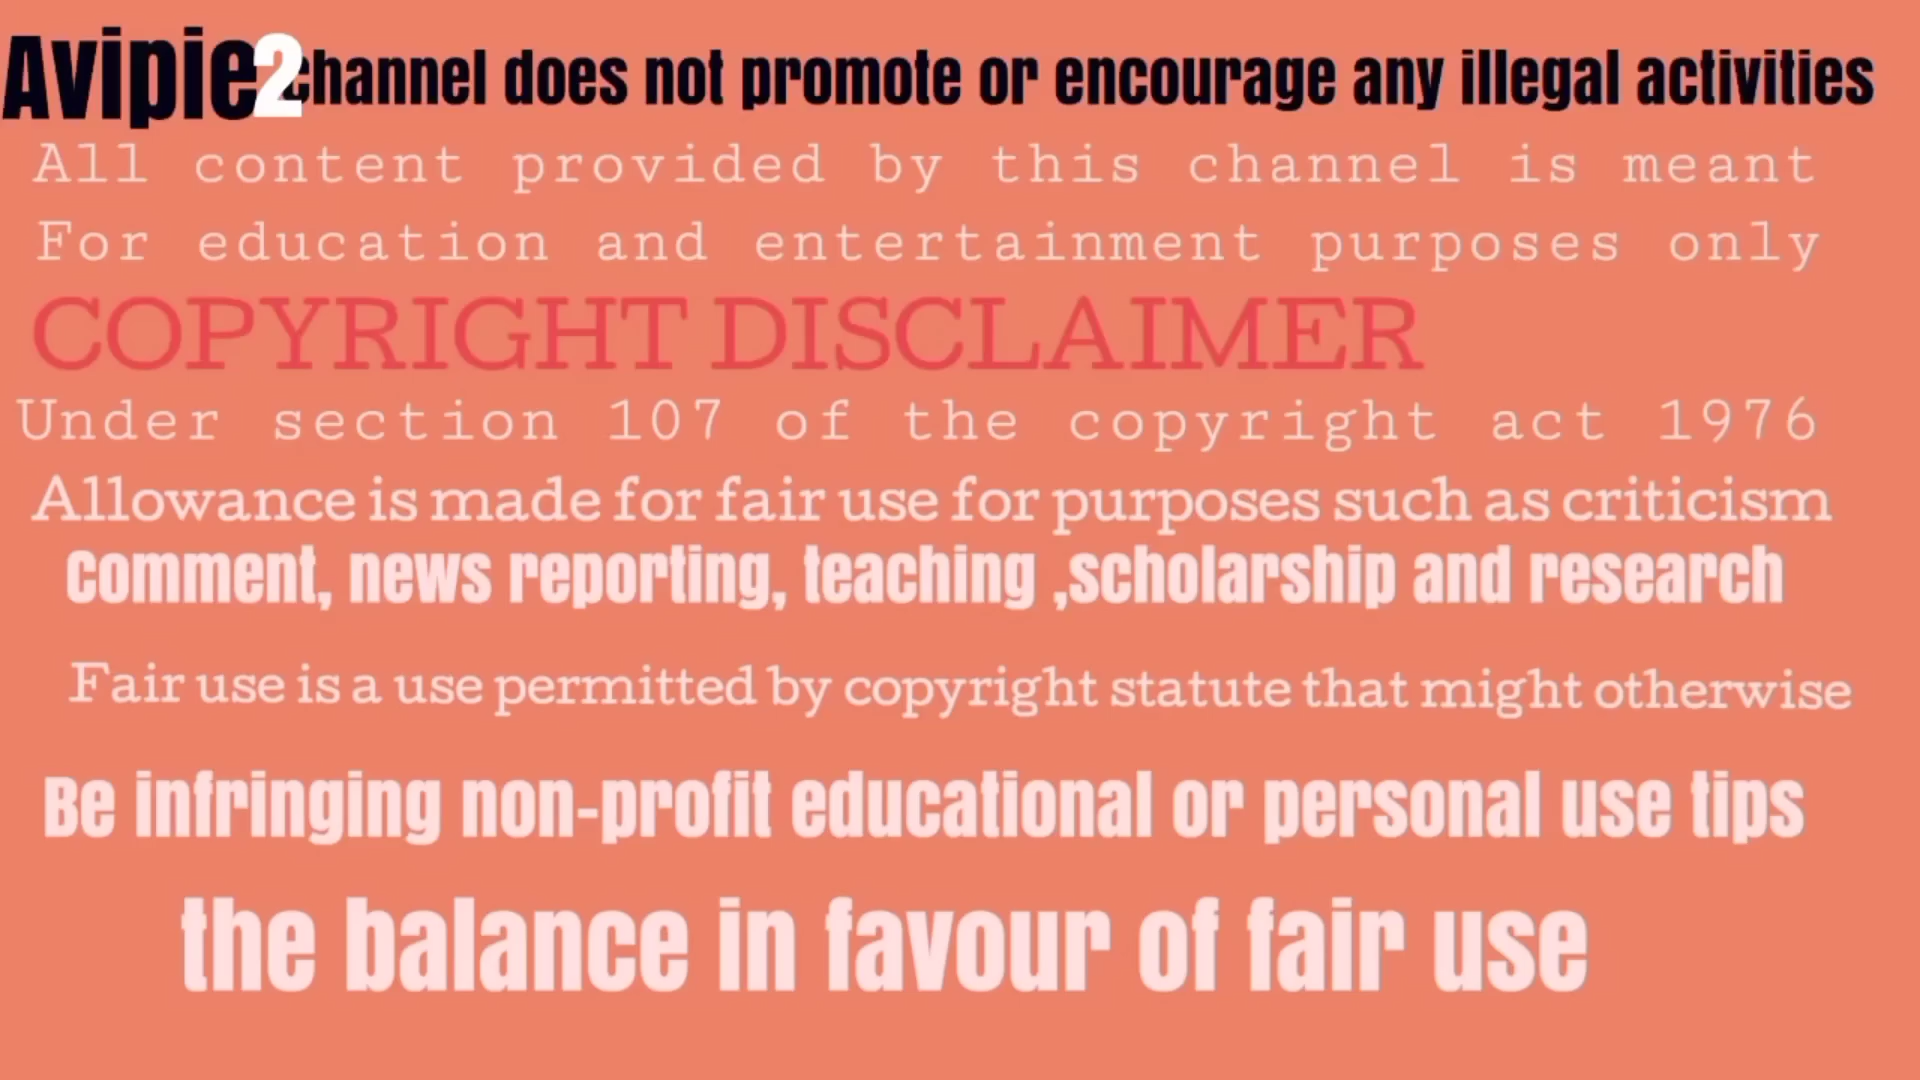 Avipie2 channel does not promote or encourage any illegal activities
All content provided by this channel is meant
For education and entertainment purposes only
COPYRIGHT DISCLAIMER
Under section 107 of the copyright act 1976
Allowance is made for fair use for purposes such as criticism
Comment, news reporting, teaching ,scholarship and research
Fair use is a use permitted by copyright statute that might otherwise
Be infringing non-profit educational or personal use tips
the balance in favour of fair use